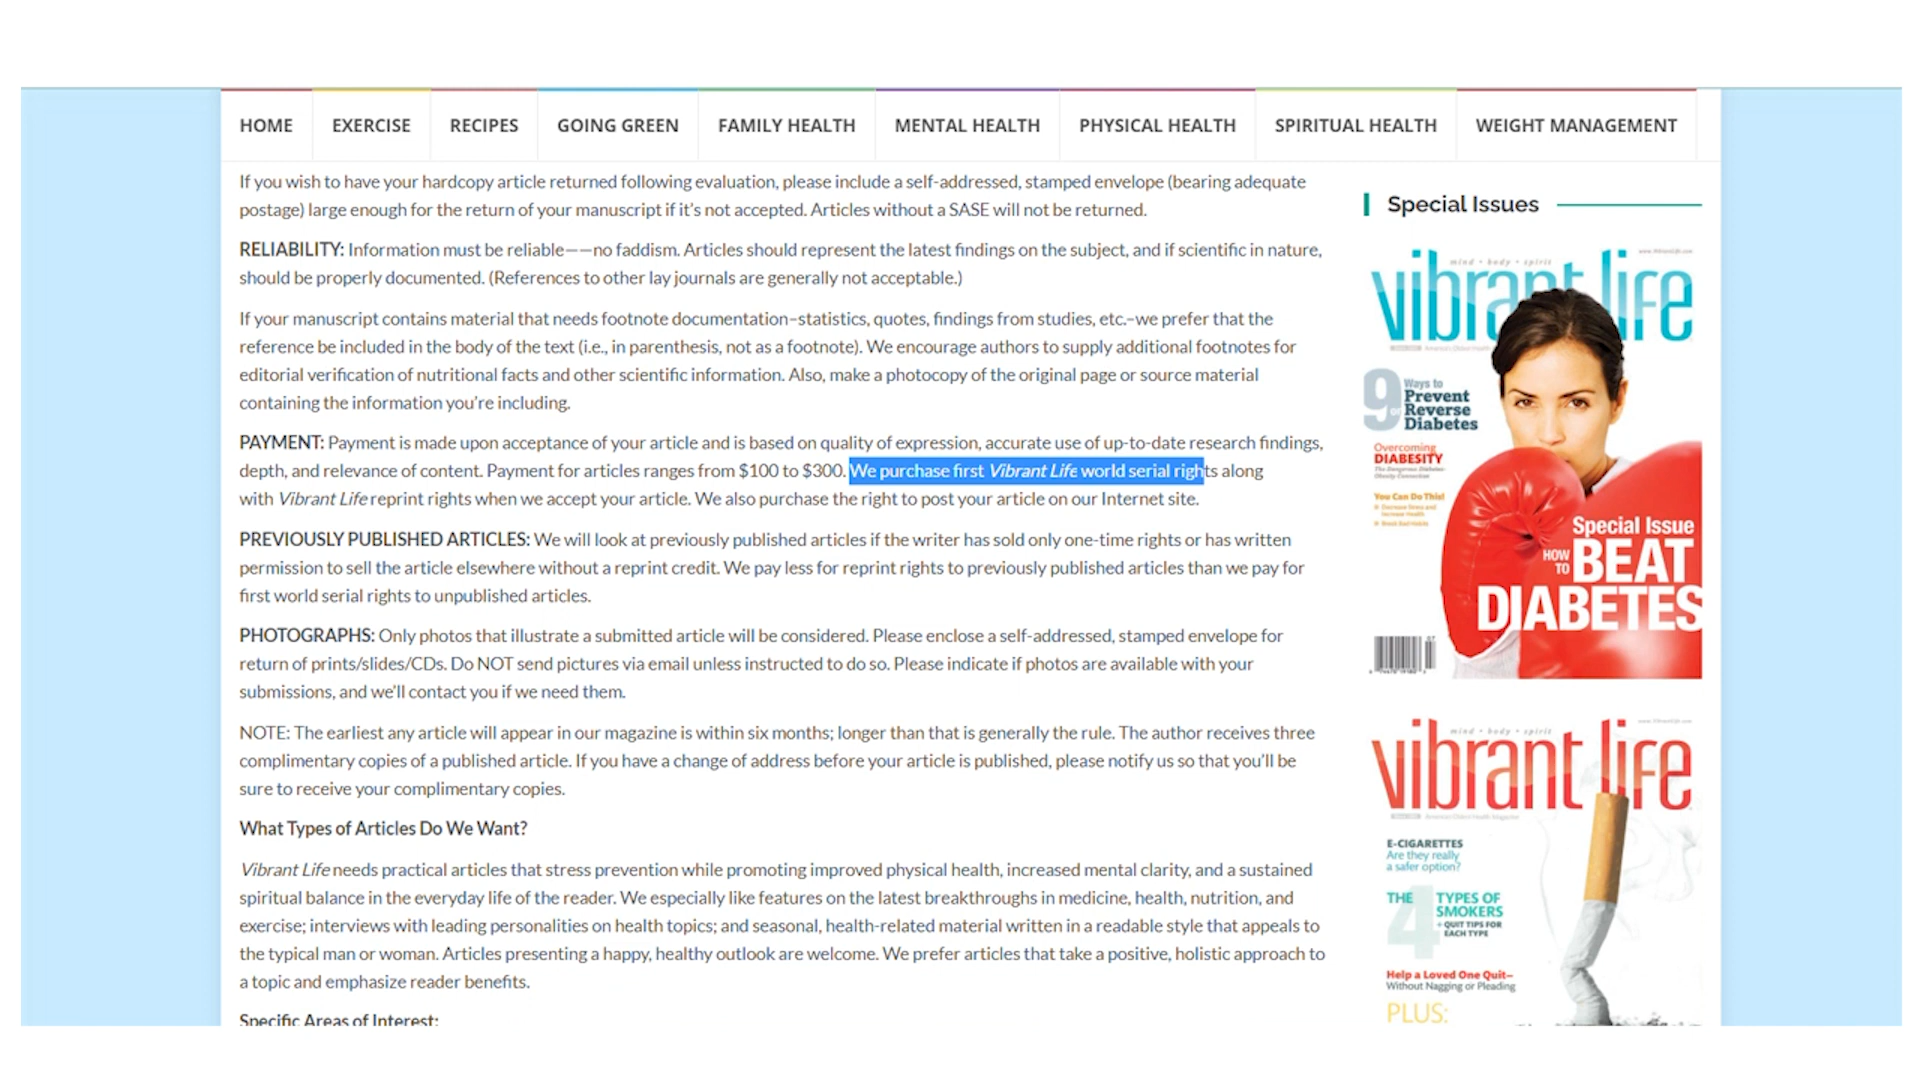 HOME EXERCISE RECIPES GOING GREEN FAMILY HEALTH MENTAL HEALTH PHYSICAL HEALTH SPIRITUAL HEALTH WEIGHT MANAGEMENT
If you wish to have your hardcopy article returned following evaluation, please include a self-addressed, stamped envelope (bearing adequate
postage) large enough for the return of your manuscript if it's not accepted. Articles without a SASE will not be returned.
RELIABILITY: Information must be reliable——no faddism. Articles should represent the latest findings on the subject, and if scientific in nature,
should be properly documented. (References to other lay journals are generally not acceptable.)
If your manuscript contains material that needs footnote documentation–statistics, quotes, findings from studies, etc.–we prefer that the
reference be included in the body of the text (i.e., in parenthesis, not as a footnote). We encourage authors to supply additional footnotes for
editorial verification of nutritional facts and other scientific information. Also, make a photocopy of the original page or source material
containing the information you're including.
PAYMENT: Payment is made upon acceptance of your article and is based on quality of expression, accurate use of up-to-date research findings,
depth, and relevance of content. Payment for articles ranges from $100 to $300. We purchase first Vibrant Life world serial rights along
with Vibrant Life reprint rights when we accept your article. We also purchase the right to post your article on our Internet site.
PREVIOUSLY PUBLISHED ARTICLES: We will look at previously published articles if the writer has sold only one-time rights or has written
permission to sell the article elsewhere without a reprint credit. We pay less for reprint rights to previously published articles than we pay for
first world serial rights to unpublished articles.
PHOTOGRAPHS: Only photos that illustrate a submitted article will be considered. Please enclose a self-addressed, stamped envelope for
return of prints/slides/CDs. Do NOT send pictures via email unless instructed to do so. Please indicate if photos are available with your
submissions, and we'll contact you if we need them.
NOTE: The earliest any article will appear in our magazine is within six months; longer than that is generally the rule. The author receives three
complimentary copies of a published article. If you have a change of address before your article is published, please notify us so that you'll be
sure to receive your complimentary copies.
What Types of Articles Do We Want?
Vibrant Life needs practical articles that stress prevention while promoting improved physical health, increased mental clarity, and a sustained
spiritual balance in the everyday life of the reader. We especially like features on the latest breakthroughs in medicine, health, nutrition, and
exercise; interviews with leading personalities on health topics; and seasonal, health-related material written in a readable style that appeals to
the typical man or woman. Articles presenting a happy, healthy outlook are welcome. We prefer articles that take a positive, holistic approach to
a topic and emphasize reader benefits.
Specific Areas of Interest:
Special Issues
mind • body • spirit
vibrant life
9 Ways to
Prevent
or Reverse
Diabetes
Overcoming
DIABESITY
The Dangerous Diabetes-
Obesity Connection
You Can Do This!
Decrease Stress and
Increase Health
Break Bad Habits
Special Issue
HOW TO BEAT
DIABETES
mind • body • spirit
vibrant life
E-CIGARETTES
Are they really
a safer option?
THE 4 TYPES OF
SMOKERS
+ QUIT TIPS FOR
EACH TYPE
Help a Loved One Quit—
Without Nagging or Pleading
PLUS: